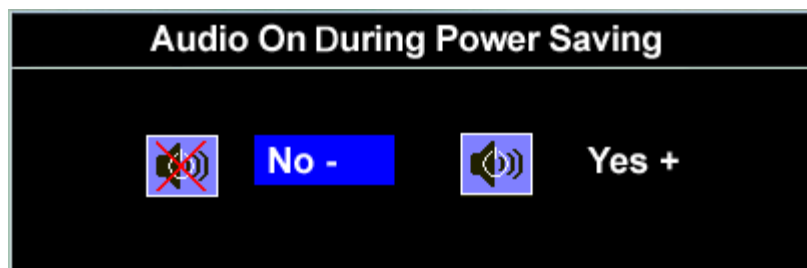 Audio On During Power Saving
No - Yes +